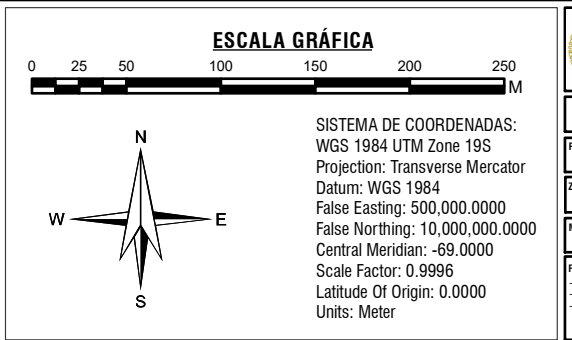 ESCALA GRÁFICA
0 25 50 100 150 200 250
M
N
W E
S
SISTEMA DE COORDENADAS:
WGS 1984 UTM Zone 19S
Projection: Transverse Mercator
Datum: WGS 1984
False Easting: 500,000.0000
False Northing: 10,000,000.0000
Central Meridian: -69.0000
Scale Factor: 0.9996
Latitude Of Origin: 0.0000
Units: Meter